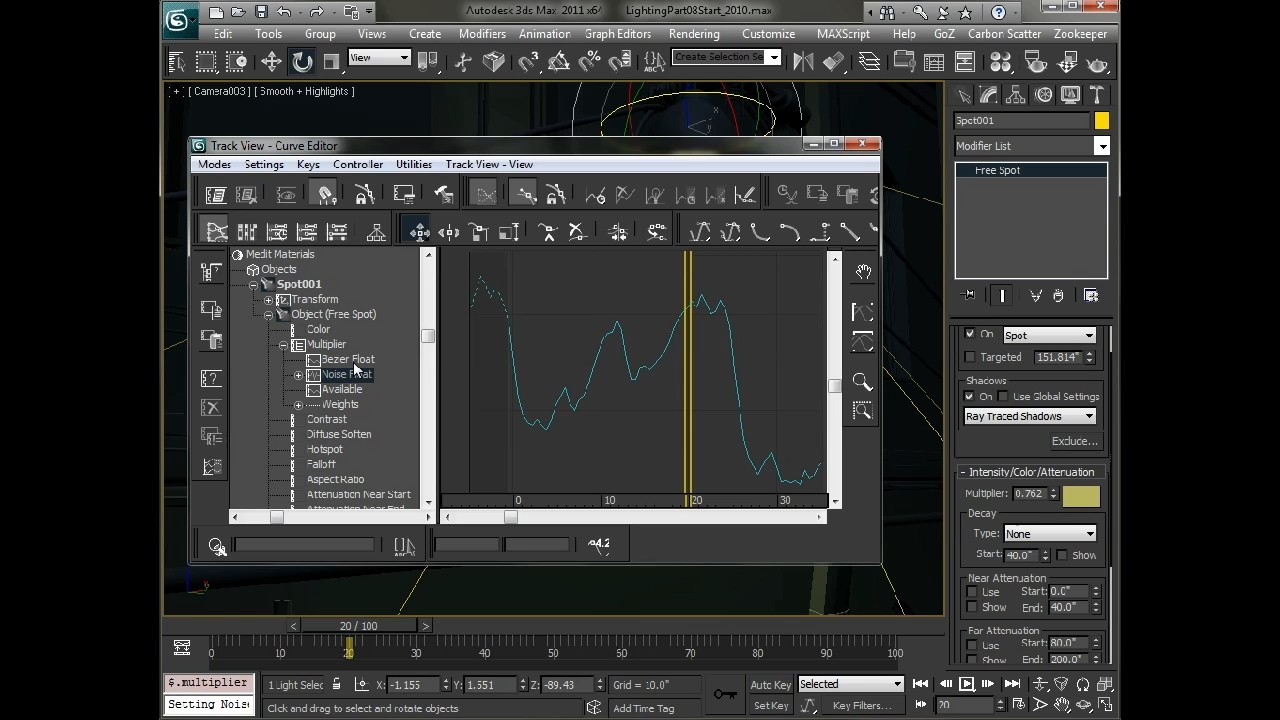 Autodesk 3ds Max 2011 x64 LightingPart08Start_2010.max
Edit Tools Group Views Create Modifiers Animation Graph Editors Rendering Customize MAXScript Help GoZ Carbon Scatter Zookeeper
View
Create Selection Se
[ + ] [ Camera003 ] [ Smooth + Highlights ]
Track View - Curve Editor
Modes Settings Keys Controller Utilities Track View - View
Medit Materials
Objects
Spot001
Transform
Object (Free Spot)
Color
Multiplier
Bezier Float
Noise Float
Available
Weights
Contrast
Diffuse Soften
Hotspot
Falloff
Aspect Ratio
Attenuation Near Start
Attenuation Near End
0 10 20 30
Spot001
Modifier List
Free Spot
On Spot
Targeted 151.814"
Shadows
On Use Global Settings
Ray Traced Shadows
Exclude...
- Intensity/Color/Attenuation
Multiplier: 0.762
Decay
Type: None
Start: 40.0" Show
Near Attenuation
Use Start: 0.0"
Show End: 40.0"
Far Attenuation
Use Start: 80.0"
Show End: 200.0"
< 20 / 100 >
0 10 20 30 40 50 60 70 80 90 100
$.multiplier
Setting Nois
1 Light Selec
X: -1.155 Y: 1.551 Z: -89.43
Grid = 10.0"
Click and drag to select and rotate objects
Add Time Tag
Auto Key Selected
Set Key Key Filters...
20